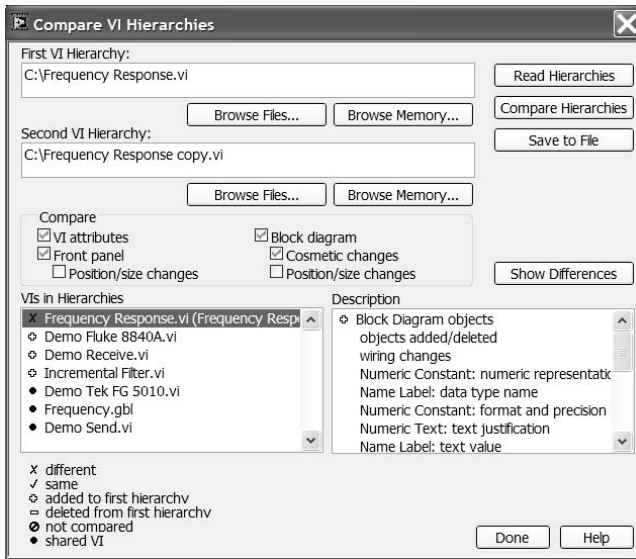 Compare VI Hierarchies
First VI Hierarchy:
C:\Frequency Response.vi
Read Hierarchies
Browse Files...
Browse Memory...
Compare Hierarchies
Second VI Hierarchy:
Save to File
C:\Frequency Response copy.vi
Browse Files...
Browse Memory...
Compare
VI attributes
Block diagram
Front panel
Cosmetic changes
Position/size changes
Position/size changes
Show Differences
VIs in Hierarchies
Frequency Response.vi (Frequency Resp
Demo Fluke 8840A.vi
Demo Receive.vi
Incremental Filter.vi
Demo Tek FG 5010.vi
Frequency.gbl
Demo Send.vi
Description
Block Diagram objects
objects added/deleted
wiring changes
Numeric Constant: numeric representatic
Name Label: data type name
Numeric Constant: format and precision
Numeric Text: text justification
Name Label: text value
different
same
added to first hierarchy
deleted from first hierarchy
not compared
shared VI
Done
Help